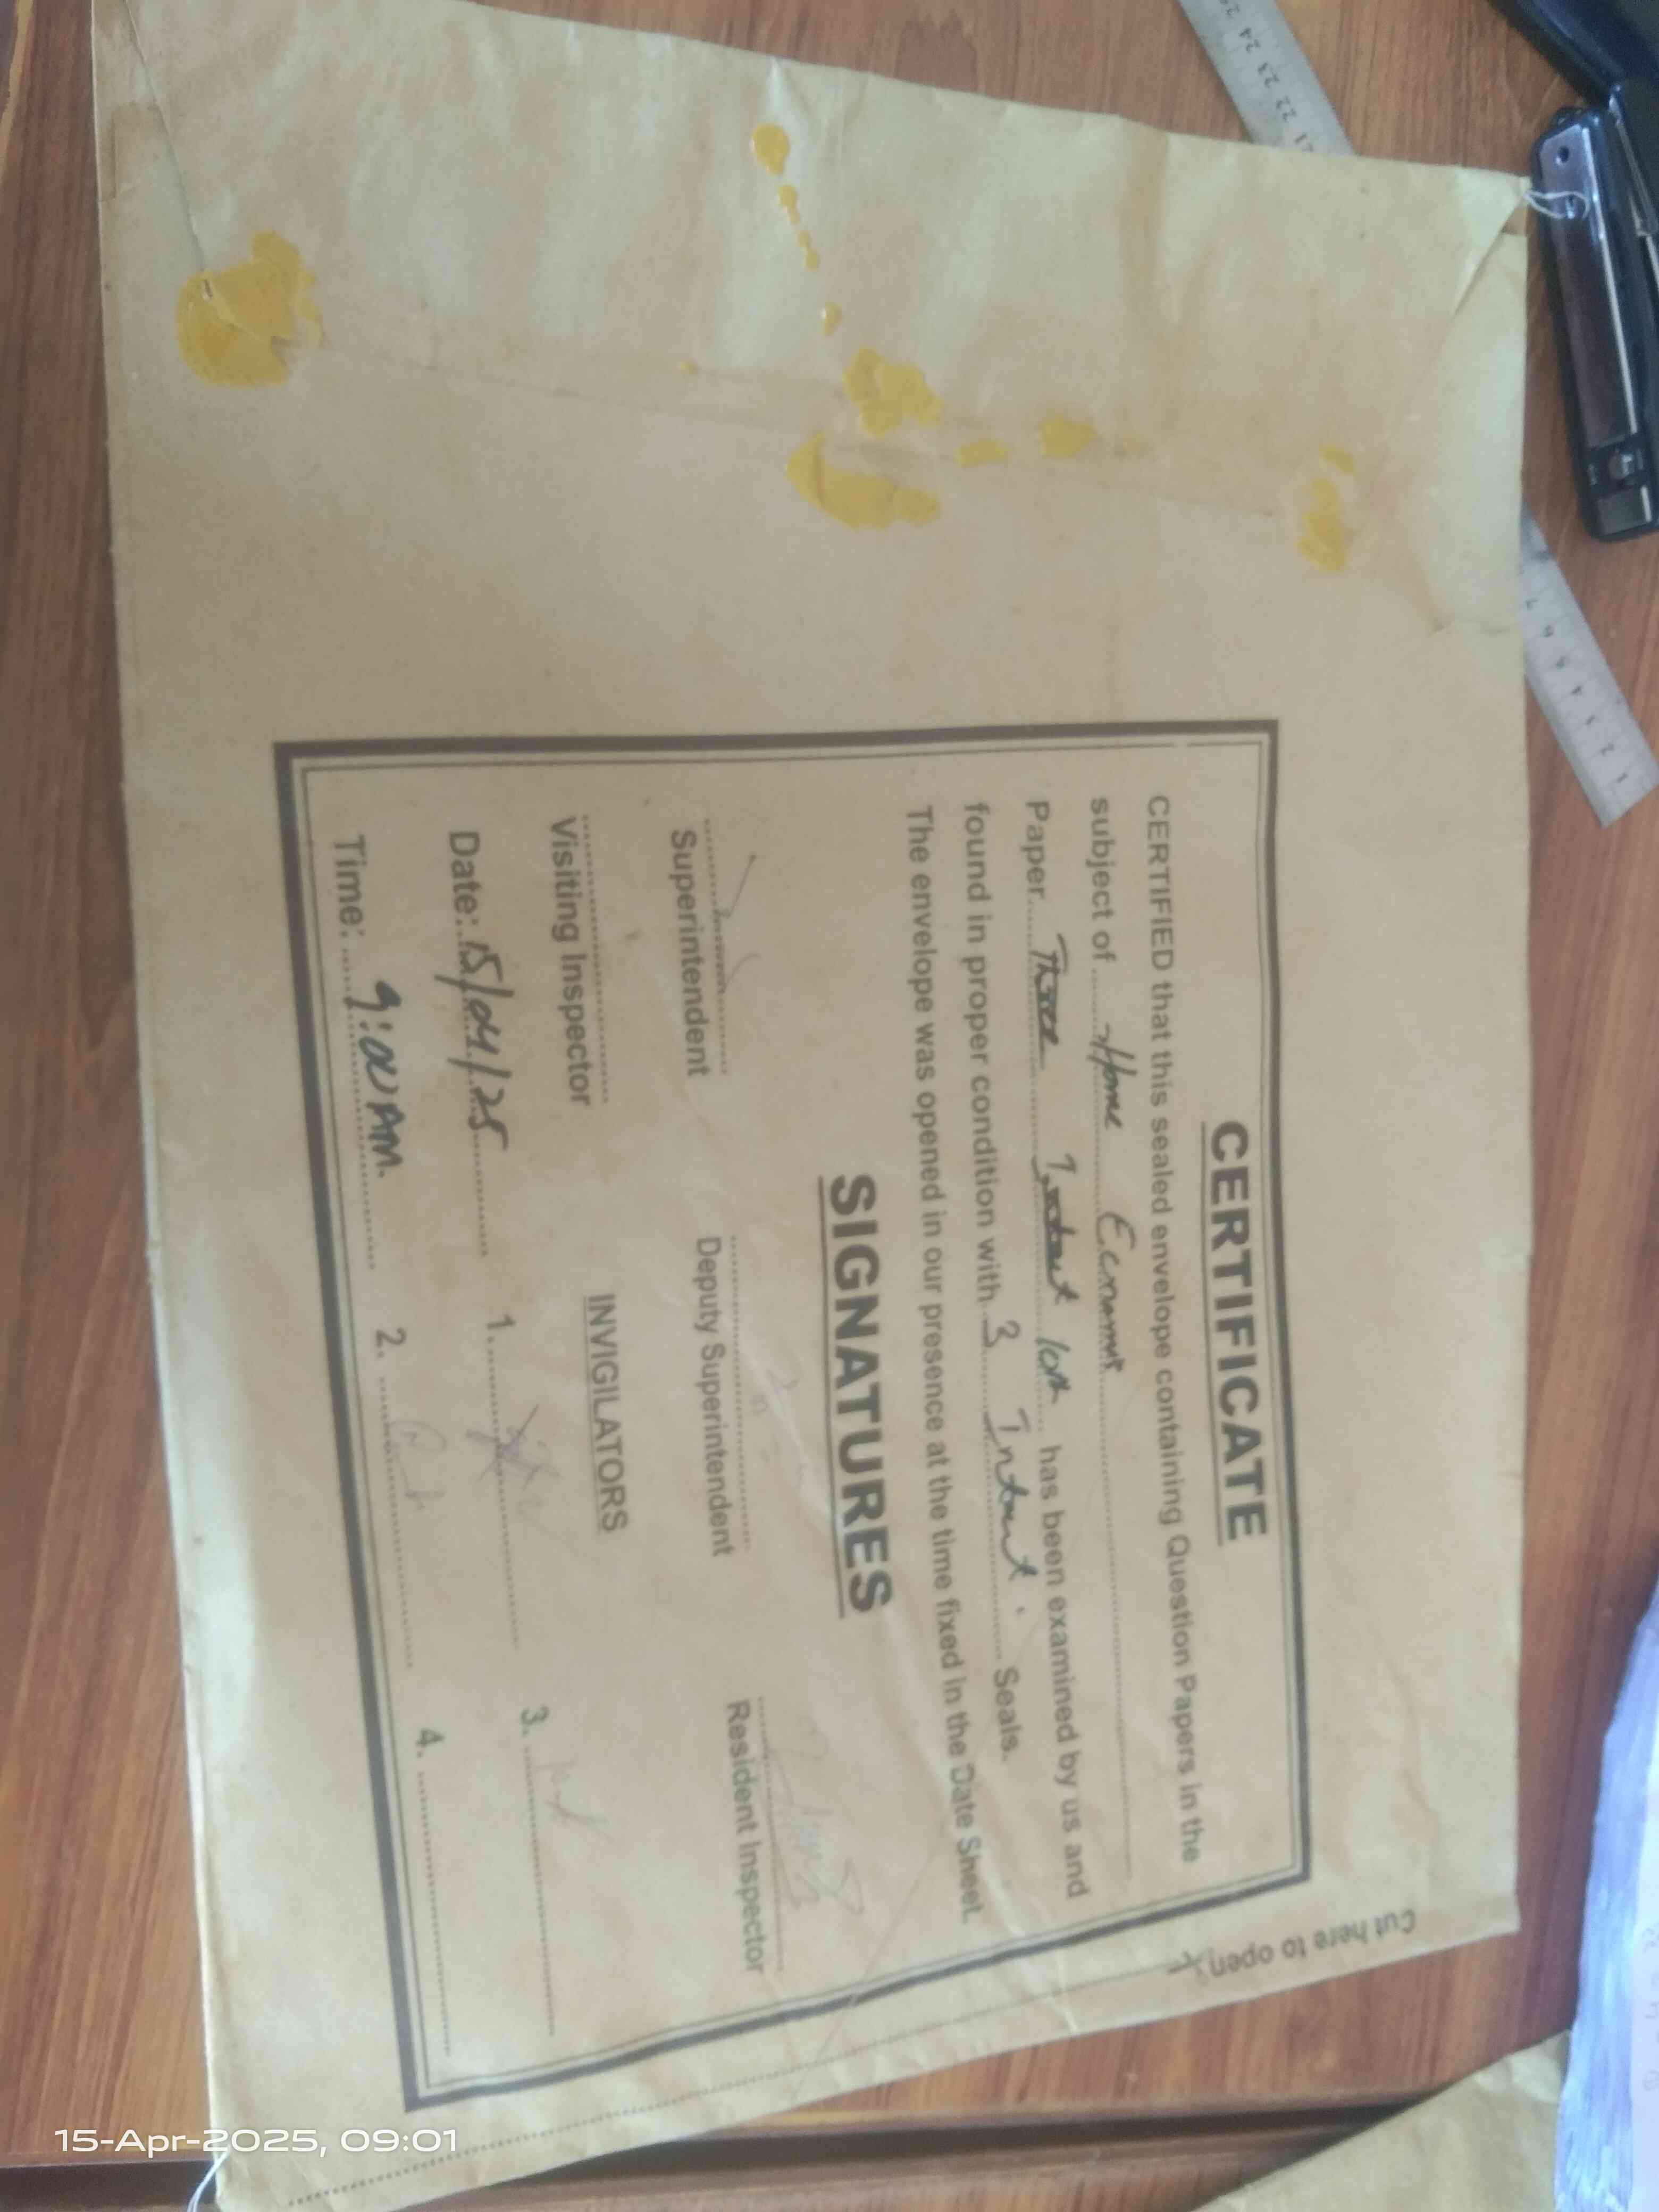 CERTIFICATE
CERTIFIED that this sealed envelope containing Question Papers in the
subject of Home
Paper Three Intact 10th has been examined by us and
found in proper condition with 3 Intact. Seals.
The envelope was opened in our presence at the time fixed in the Date Sheet.
SIGNATURES
Superintendent
Deputy Superintendent
Resident Inspector
Visiting Inspector
INVIGILATORS
Date: 15/04/25
1.
3.
Time: 9:00 AM.
2.
4.
Cut here to open
15-Apr-2025, 09:01